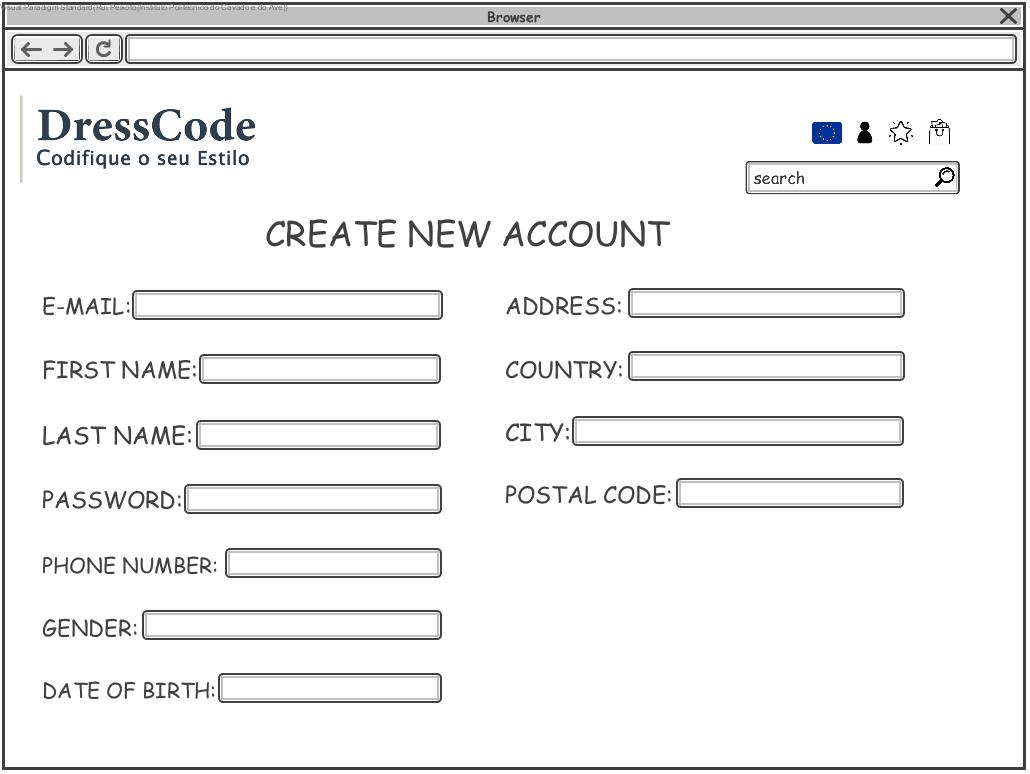 Visual Paradigm Standard(Rui Peixoto(Instituto Politécnico do Cávado e do Ave))
Browser
DressCode
Codifique o seu Estilo
search
CREATE NEW ACCOUNT
E-MAIL:
FIRST NAME:
LAST NAME:
PASSWORD:
PHONE NUMBER:
GENDER:
DATE OF BIRTH:
ADDRESS:
COUNTRY:
CITY:
POSTAL CODE: